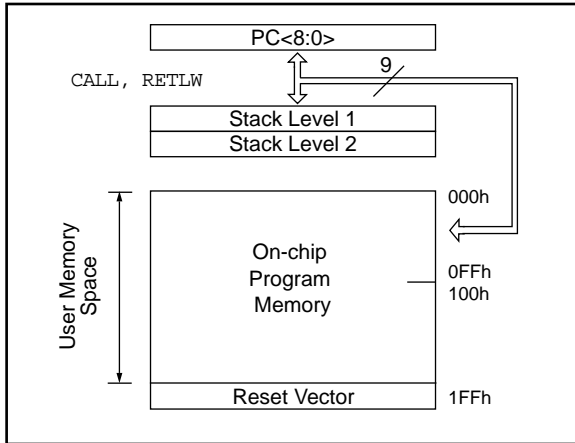 PC<8:0>
9
CALL, RETLW
Stack Level 1
Stack Level 2
000h
On-chip
Program
Memory
0FFh
100h
User Memory
Space
Reset Vector
1FFh